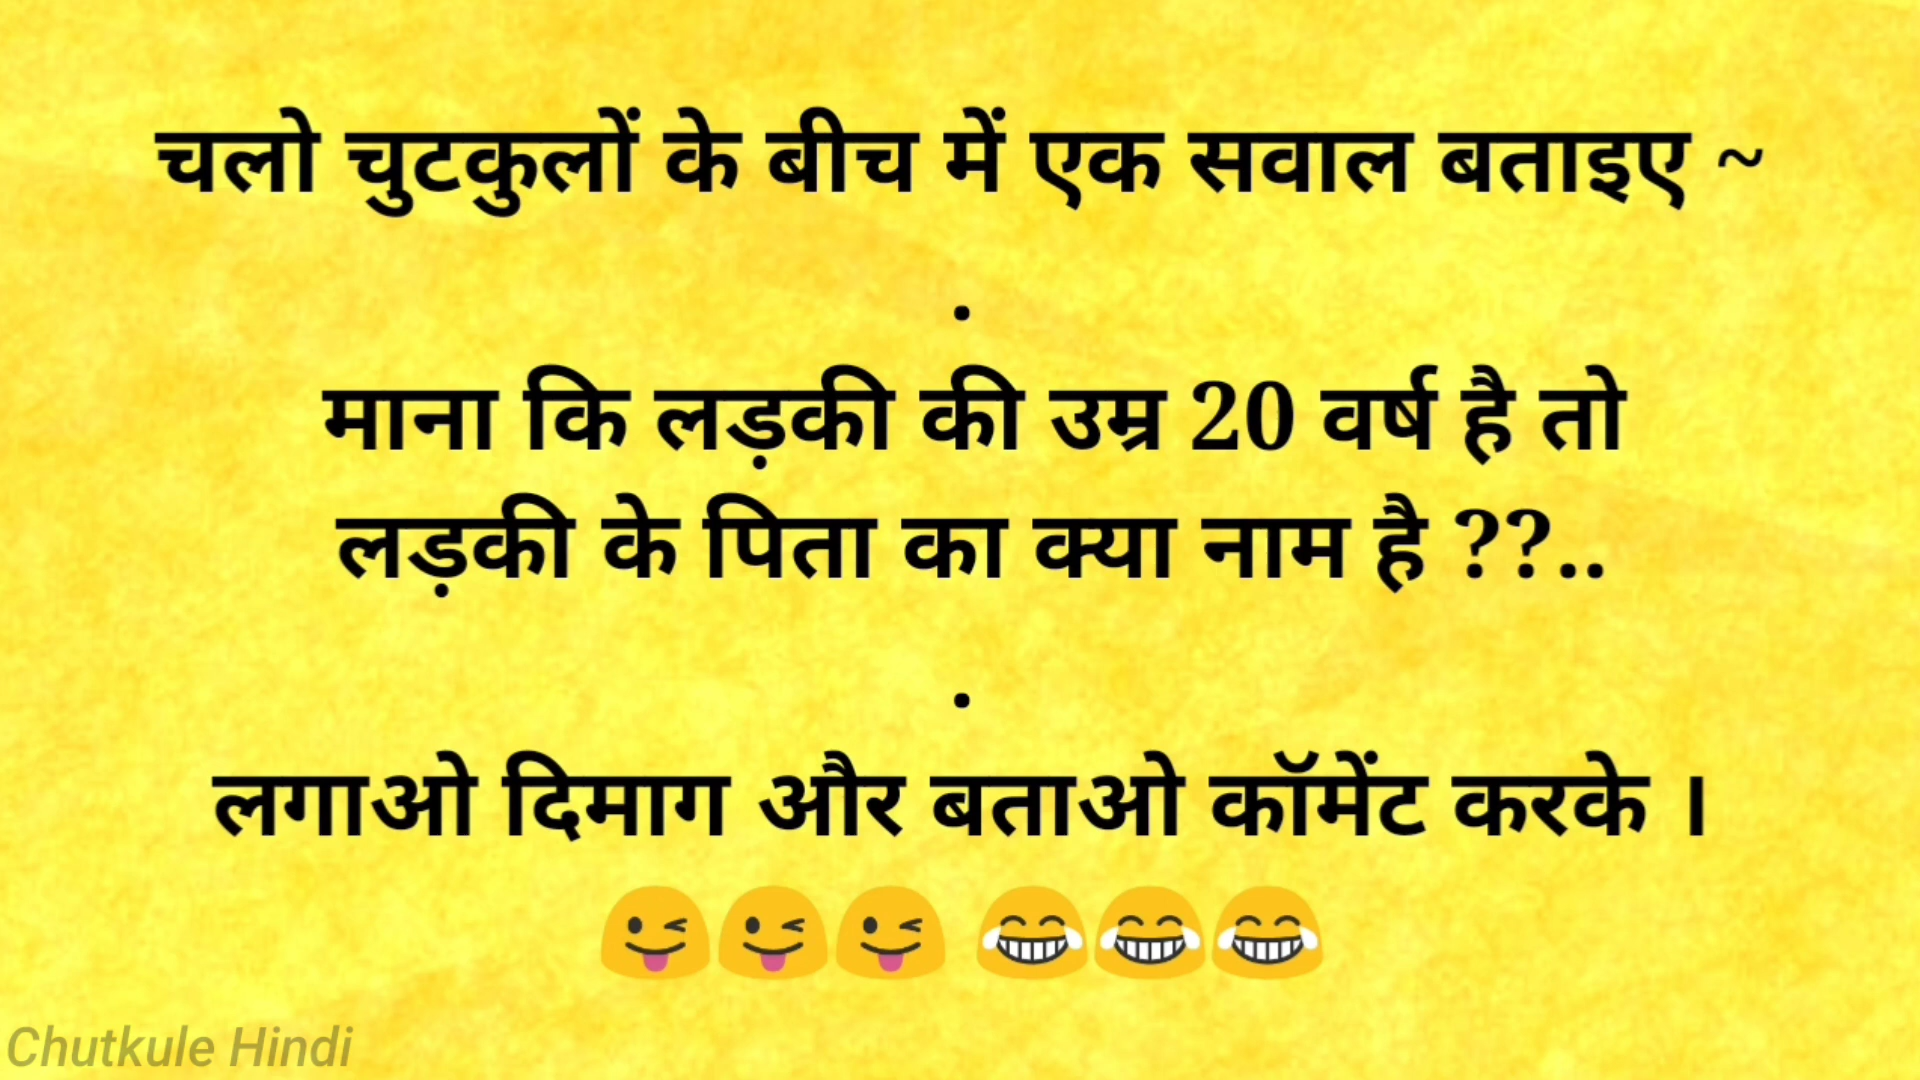 चलो चुटकुलों के बीच में एक सवाल बताइए ~
.
माना कि लड़की की उम्र 20 वर्ष है तो
लड़की के पिता का क्या नाम है ??..
.
लगाओ दिमाग और बताओ कॉमेंट करके ।
😜😜😜 😂😂😂
Chutkule Hindi